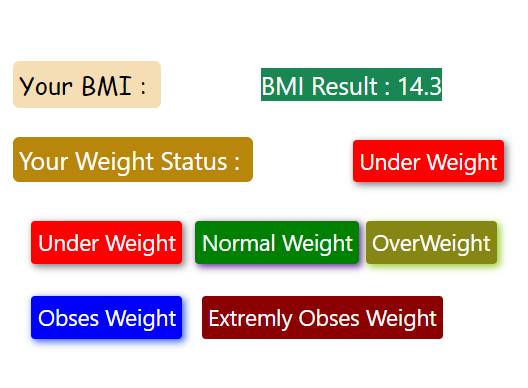 Your BMI : BMI Result : 14.3
Your Weight Status : Under Weight
Under Weight Normal Weight OverWeight
Obses Weight Extremly Obses Weight